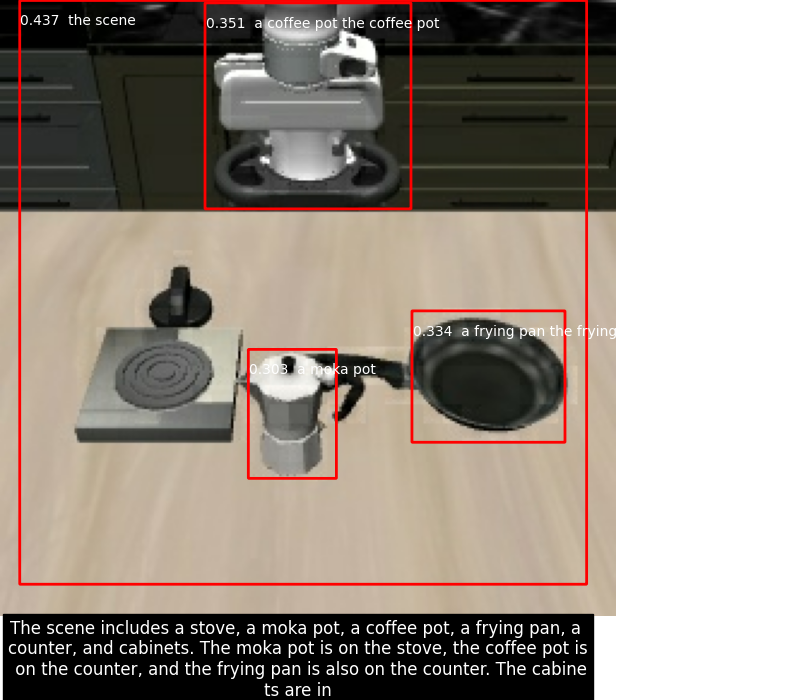 0.437 the scene
0.351 a coffee pot the coffee pot
0.334 a frying pan the frying
0.303 a moka pot
The scene includes a stove, a moka pot, a coffee pot, a frying pan, a
counter, and cabinets. The moka pot is on the stove, the coffee pot is
on the counter, and the frying pan is also on the counter. The cabine
ts are in